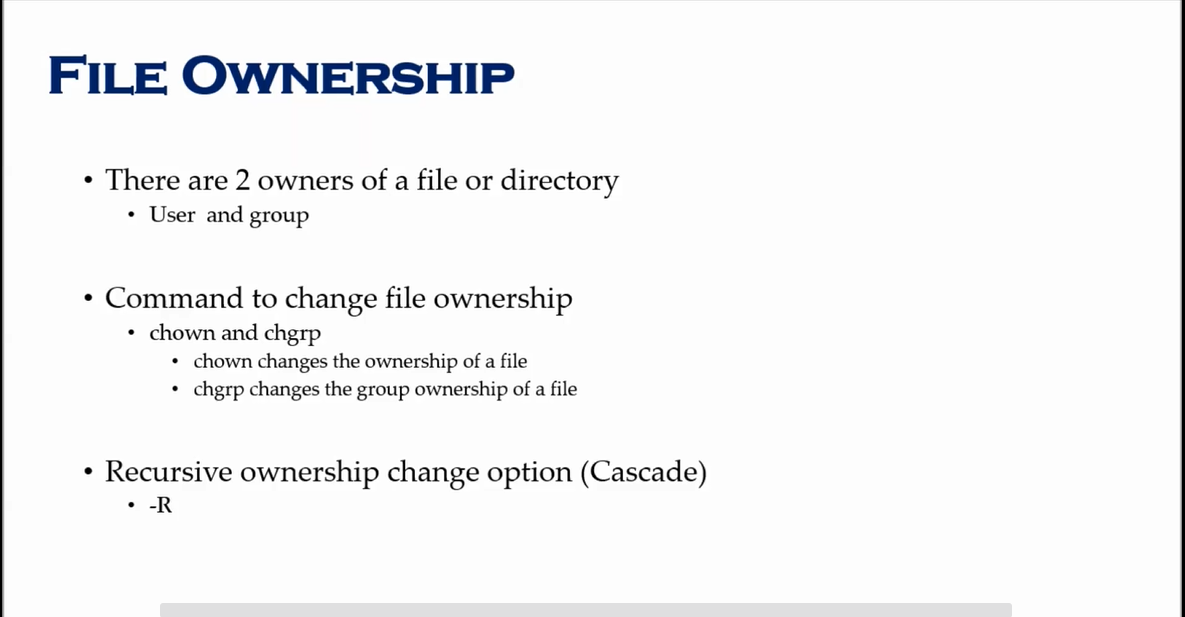 FILE OWNERSHIP
• There are 2 owners of a file or directory
• User and group
• Command to change file ownership
• chown and chgrp
• chown changes the ownership of a file
• chgrp changes the group ownership of a file
• Recursive ownership change option (Cascade)
• -R